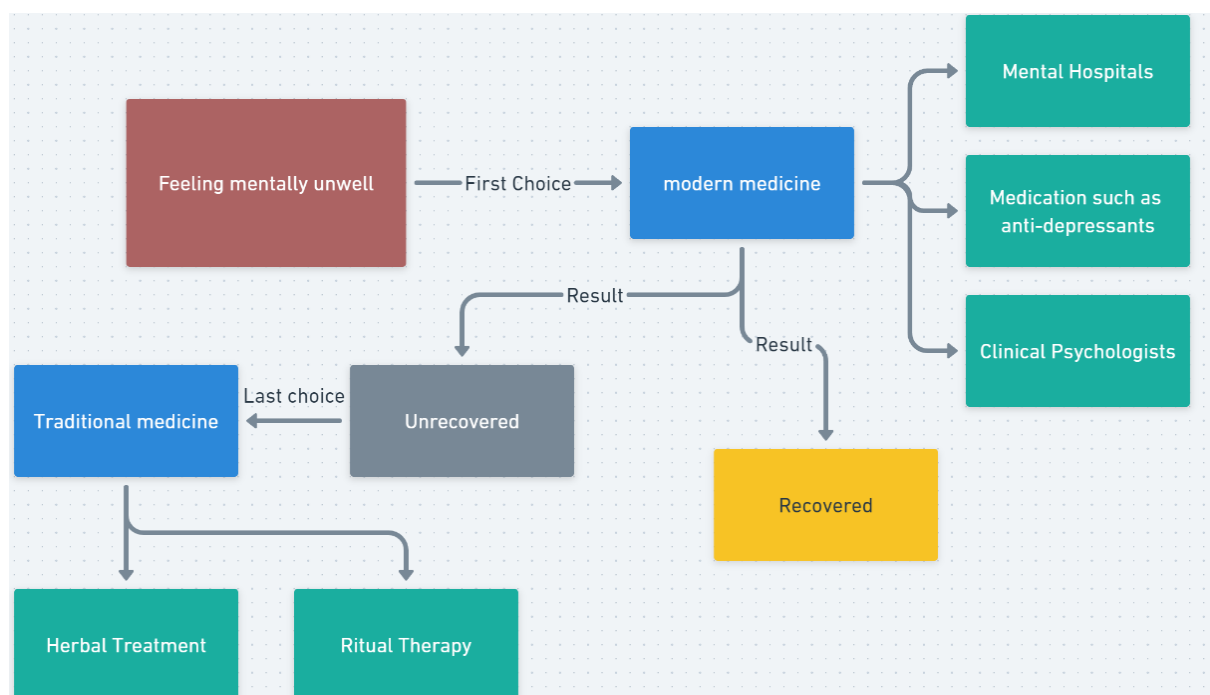 Mental Hospitals
Feeling mentally unwell
First Choice
modern medicine
Medication such as
anti-depressants
Result
Result
Clinical Psychologists
Last choice
Traditional medicine
Unrecovered
Recovered
Herbal Treatment
Ritual Therapy